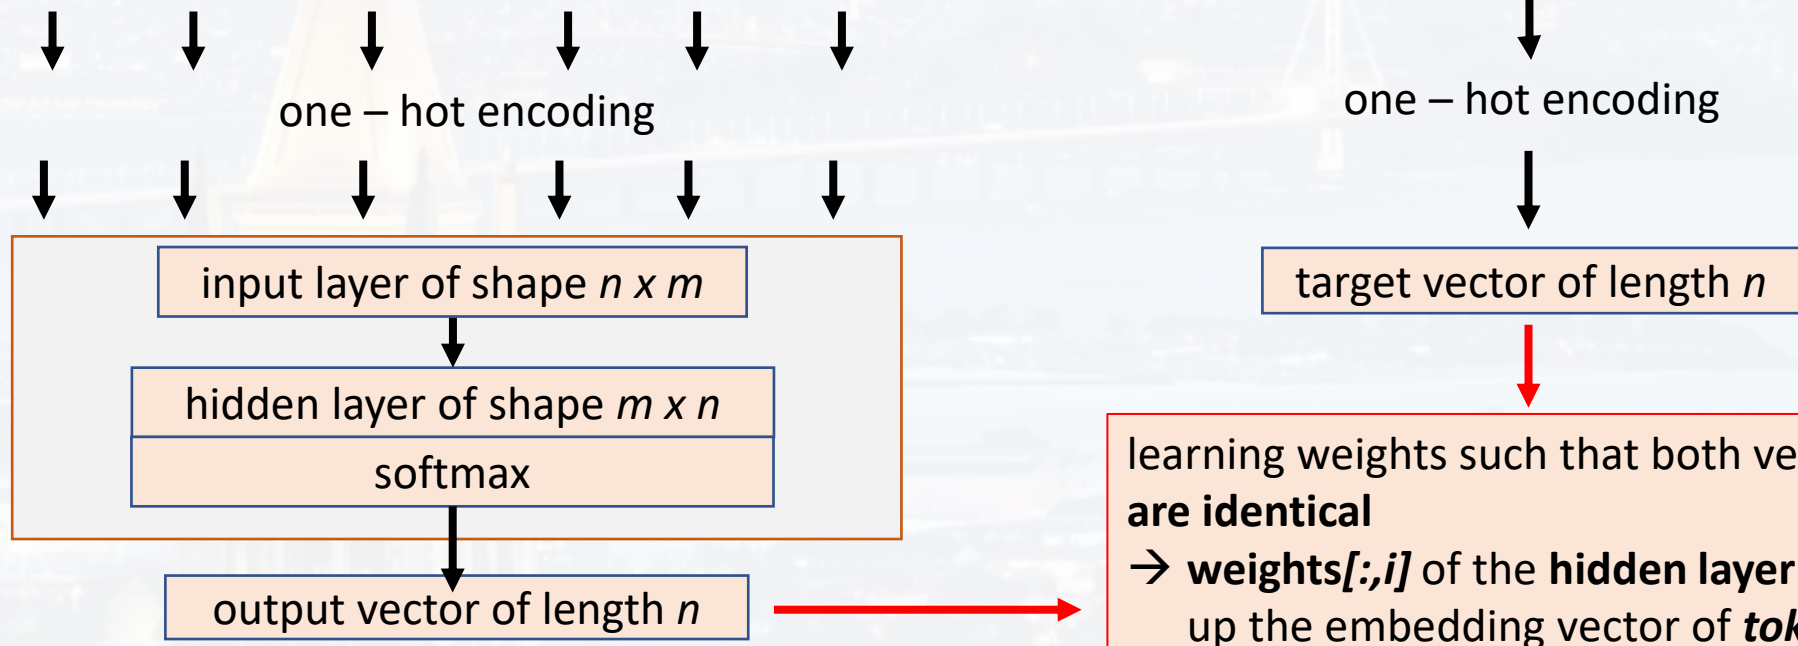 one – hot encoding
one – hot encoding
input layer of shape n x m
hidden layer of shape m x n
softmax
output vector of length n
target vector of length n
learning weights such that both
are identical
→ weights[:,i] of the hidden layer
up the embedding vector of